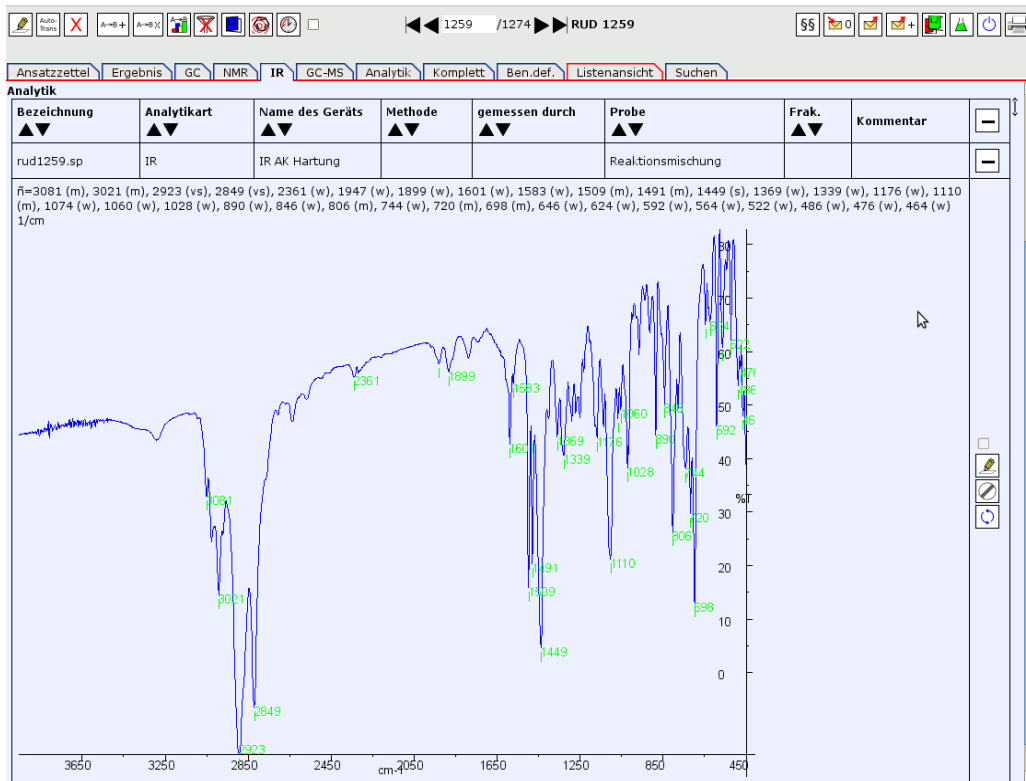 Auto-
Trans
A→B +
A→B X
A→B
1259 /1274 RUD 1259
§§
0
+
Ansatzzettel Ergebnis GC NMR IR GC-MS Analytik Komplett Ben.def. Listenansicht Suchen
Analytik
Bezeichnung Analytikart Name des Geräts Methode gemessen durch Probe Frak. Kommentar
rud1259.sp IR IR AK Hartung Reaktionsmischung
ñ=3081 (m), 3021 (m), 2923 (vs), 2849 (vs), 2361 (w), 1947 (w), 1899 (w), 1601 (w), 1583 (w), 1509 (m), 1491 (m), 1449 (s), 1369 (w), 1339 (w), 1176 (w), 1110
(m), 1074 (w), 1060 (w), 1028 (w), 890 (w), 846 (w), 806 (m), 744 (w), 720 (m), 698 (m), 646 (w), 624 (w), 592 (w), 564 (w), 522 (w), 486 (w), 476 (w), 464 (w)
1/cm
80
70
60
50
40
%T
30
20
10
0
2361
1899
1583
1601
1369
1339
1176
1060
1028
890
3081
3021
1491
1509
1110
1449
806
698
592
2849
2923
3650 3250 2850 2450 2050 1650 1250 850 450
cm-1